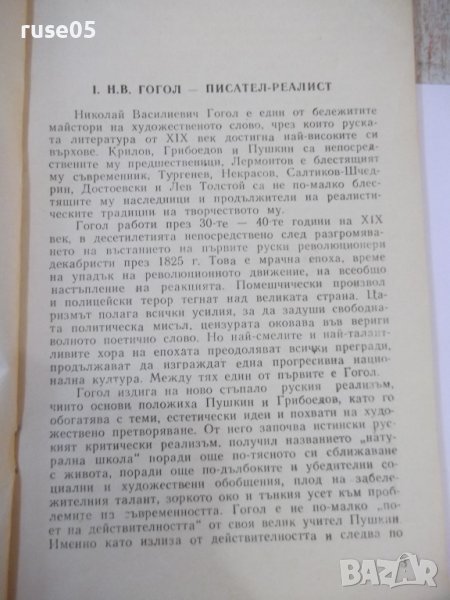 ruse05
I. Н.В. ГОГОЛ — ПИСАТЕЛ-РЕАЛИСТ
Николай Василиевич Гогол е един от бележитите
майстори на художественото слово, чрез които руска-
та литература от XIX век достигна най-високите си
върхове. Крилов, Грибоедов и Пушкин са непосред-
ствените му предшественици, Лермонтов е блестящият
му съвременник, Тургенев, Некрасов, Салтиков-Шчед-
рин, Достоевски и Лев Толстой са не по-малко блес-
тящите му наследници и продължители на реалисти-
ческите традиции на творчеството му.
Гогол работи през 30-те — 40-те години на XIX
век, в десетилетията непосредствено след разгромява-
нето на въстанието на първите руски революционери
декабристи през 1825 г. Това е мрачна епоха, време
на упадък на революционното движение, на всеобщо
настъпление на реакцията. Помешчически произвол
и полицейски терор тегнат над великата страна. Ца-
ризмът полага всички усилия, за да задуши свободна-
та политическа мисъл, цензурата оковава във вериги
волното поетично слово. Но най-смелите и най-талант-
ливите хора на епохата преодоляват всички прегради,
продължават да изграждат една прогресивна нацио-
нална култура. Между тях един от първите е Гогол.
Гогол издига на ново стъпало руския реализъм,
чиито основи положиха Пушкин и Грибоедов, като го
обогатява с теми, естетически идеи и похвати на худо-
жествено претворяване. От него започва истински рус-
кият критически реализъм, получил названието „нату-
рална школа“ поради още по-тясното си сближаване
с живота, поради още по-дълбоките и убедителни со-
циални и художествени обобщения, плод на забеле-
жителния талант, зоркото око и тънкия усет към проб-
лемите на съвременността. Гогол е не по-малко „по-
ет на действителността“ от своя велик учител Пушкин.
Именно като излиза от действителността и следва по
BAZAR.bg